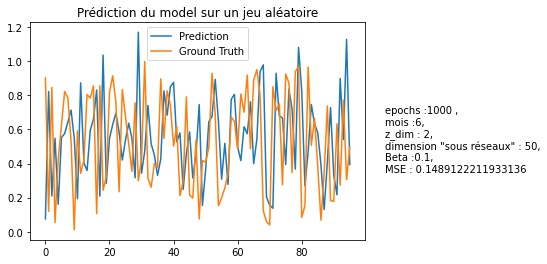 Prédiction du model sur un jeu aléatoire
1.2
1.0
0.8
0.6
0.4
0.2
0.0
Prediction
Ground Truth
0
20
40
60
80
epochs :1000 ,
mois :6,
z_dim : 2,
dimension "sous réseaux" : 50,
Beta :0.1,
MSE : 0.1489122211933136